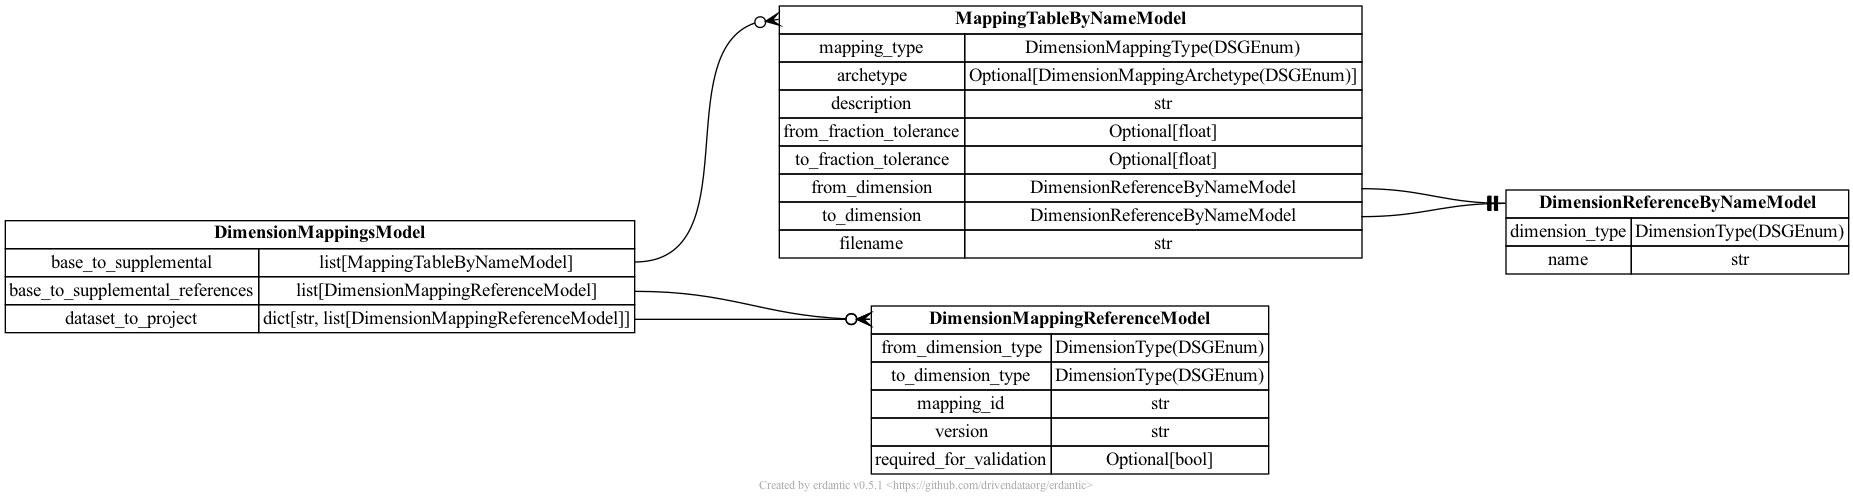 MappingTableByNameModel
mapping_type DimensionMappingType(DSGEnum)
archetype Optional[DimensionMappingArchetype(DSGEnum)]
description str
from_fraction_tolerance Optional[float]
to_fraction_tolerance Optional[float]
from_dimension DimensionReferenceByNameModel
to_dimension DimensionReferenceByNameModel
filename str
DimensionReferenceByNameModel
dimension_type DimensionType(DSGEnum)
name str
DimensionMappingsModel
base_to_supplemental list[MappingTableByNameModel]
base_to_supplemental_references list[DimensionMappingReferenceModel]
dataset_to_project dict[str, list[DimensionMappingReferenceModel]]
DimensionMappingReferenceModel
from_dimension_type DimensionType(DSGEnum)
to_dimension_type DimensionType(DSGEnum)
mapping_id str
version str
required_for_validation Optional[bool]
Created by erdantic v0.5.1 <https://github.com/drivendataorg/erdantic>